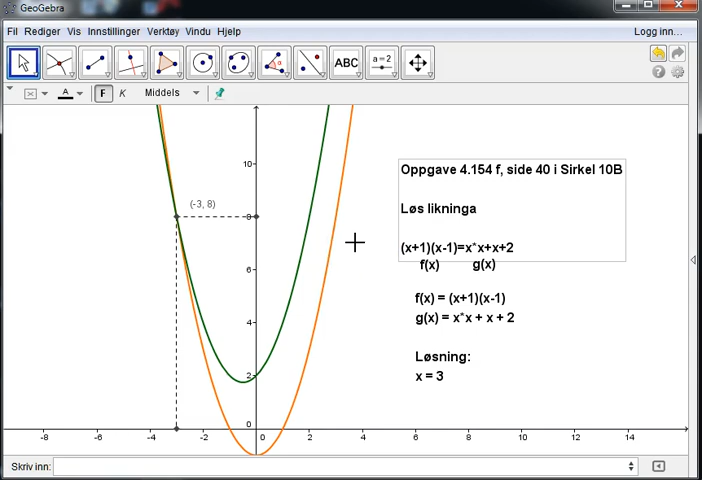 GeoGebra
Fil Rediger Vis Innstillinger Verktøy Vindu Hjelp Logg inn...
ABC a = 2
A F K Middels
10
8
6
4
2
0
-8 -6 -4 -2 0 2 4 6 8 10 12 14
(-3, 8)
Oppgave 4.154 f, side 40 i Sirkel 10B
Løs likninga
(x+1)(x-1)=x*x+x+2
f(x) g(x)
f(x) = (x+1)(x-1)
g(x) = x*x + x + 2
Løsning:
x = 3
Skriv inn: